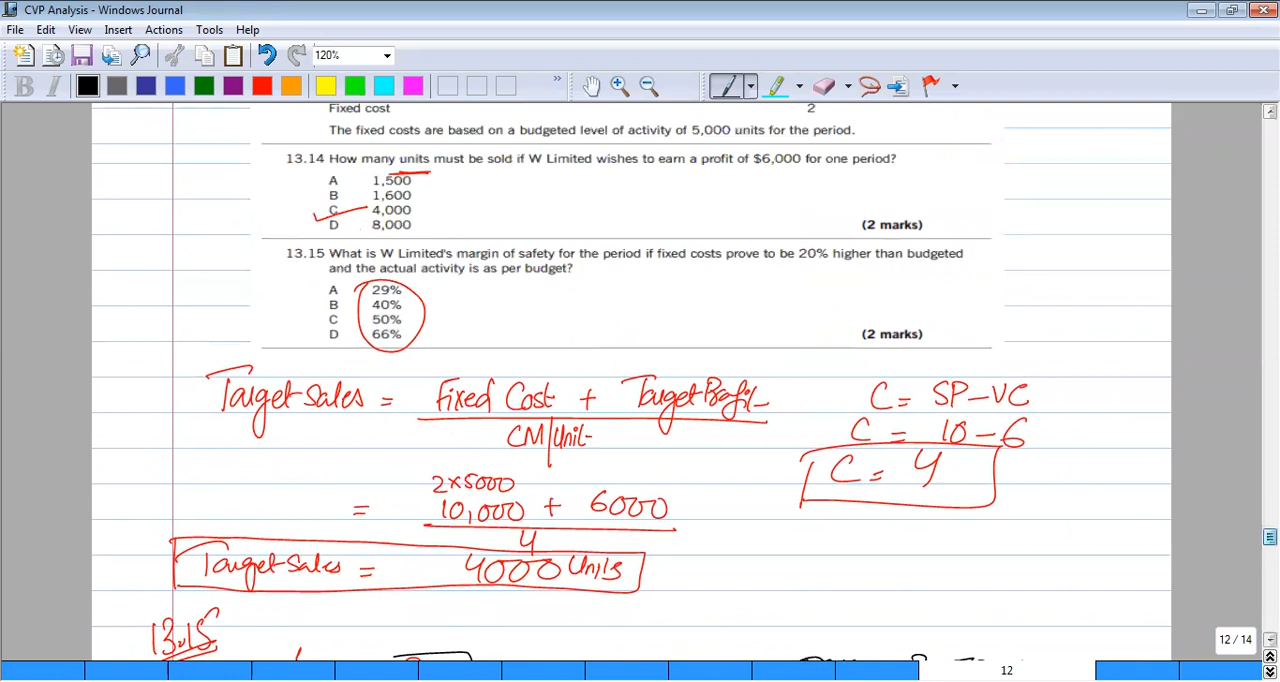 CVP Analysis - Windows Journal
File Edit View Insert Actions Tools Help
120%
B I
Fixed cost 2
The fixed costs are based on a budgeted level of activity of 5,000 units for the period.
13.14 How many units must be sold if W Limited wishes to earn a profit of $6,000 for one period?
A 1,500
B 1,600
C 4,000
D 8,000 (2 marks)
13.15 What is W Limited's margin of safety for the period if fixed costs prove to be 20% higher than budgeted
and the actual activity is as per budget?
A 29%
B 40%
C 50%
D 66% (2 marks)
Target Sales = Fixed Cost + Target Profit C = SP-VC
CM/Unit C = 10-6
C = 4
2x5000
= 10,000 + 6000
4
Target Sales = 4000 Units
13.15
12 / 14
12